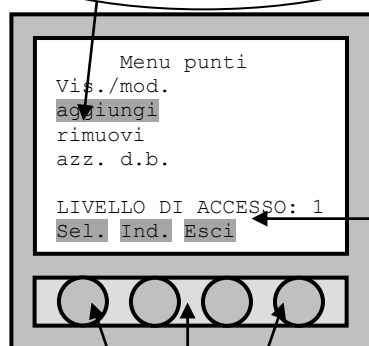 Menu punti
Vis./mod.
aggiungi
rimuovi
azz. d.b.
LIVELLO DI ACCESSO: 1
Sel. Ind. Esci